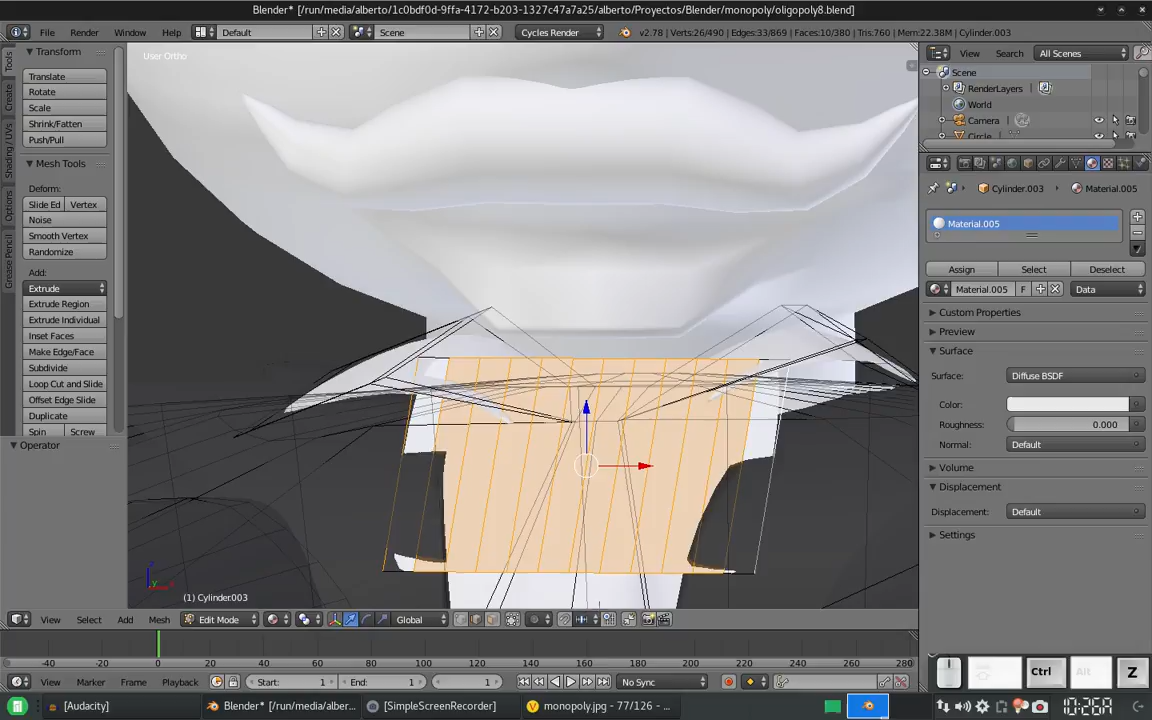 Blender* [/run/media/alberto/1c0bdf0d-9ffa-4172-b203-1327c47a7a25/alberto/Proyectos/Blender/monopoly/oligopoly8.blend]
File Render Window Help Default Scene Cycles Render v2.78 | Verts:26/490 | Edges:33/869 | Faces:10/380 | Tris:760 | Mem:22.38M | Cylinder.003
Transform
User Ortho
View Search All Scenes
Translate
Scene
Rotate
RenderLayers
Scale
World
Shrink/Fatten
Camera
Push/Pull
Circle
Mesh Tools
Deform:
Cylinder.003 Material.005
Slide Ed Vertex
Noise
Material.005
Smooth Vertex
Randomize
Add:
Assign Select Deselect
Extrude
Material.005 F Data
Extrude Region
Custom Properties
Extrude Individual
Preview
Inset Faces
Surface
Make Edge/Face
Subdivide
Surface: Diffuse BSDF
Loop Cut and Slide
Offset Edge Slide
Color:
Duplicate
Roughness: 0.000
Spin Screw
Normal: Default
Operator
Volume
Displacement
Displacement: Default
Settings
Tools
Create
Shading / UVs
Options
Grease Pencil
z
y
x
(1) Cylinder.003
View Select Add Mesh Edit Mode Global
-40 -20 0 20 40 60 80 100 120 140 160 180 200 220 240 260 280
View Marker Frame Playback Start: 1 End: 1 1 No Sync
Ctrl Alt Z
[Audacity] Blender* [/run/media/alber... [SimpleScreenRecorder] monopoly.jpg - 77/126 - ...